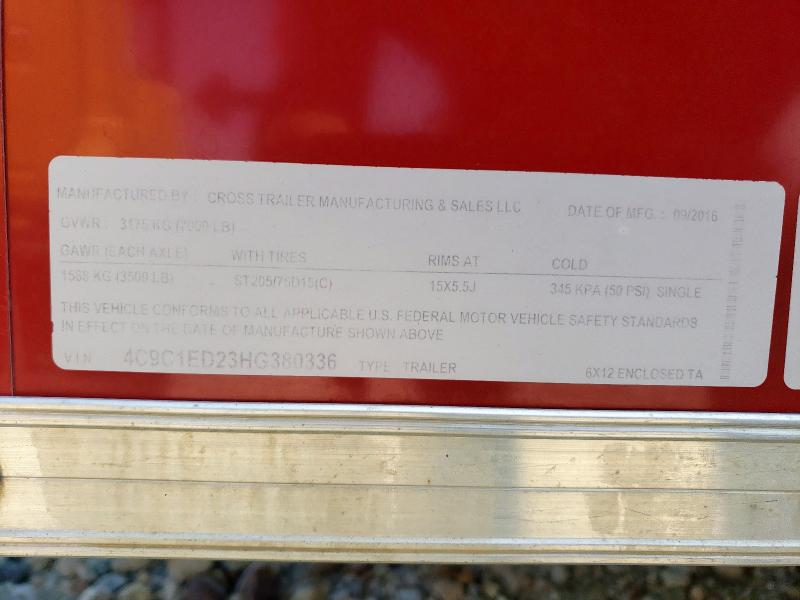 MANUFACTURED BY : CROSS TRAILER MANUFACTURING & SALES LLC DATE OF MFG. : 09/2016
GVWR : 3175 KG (7000 LB)
GAWR (EACH AXLE) WITH TIRES RIMS AT COLD
1588 KG (3500 LB) ST205/75D15(C) 15X5.5J 345 KPA (50 PSI) SINGLE
THIS VEHICLE CONFORMS TO ALL APPLICABLE U.S. FEDERAL MOTOR VEHICLE SAFETY STANDARDS
IN EFFECT ON THE DATE OF MANUFACTURE SHOWN ABOVE
VIN 4C9C1ED23HG380336 TYPE TRAILER 6X12 ENCLOSED TA